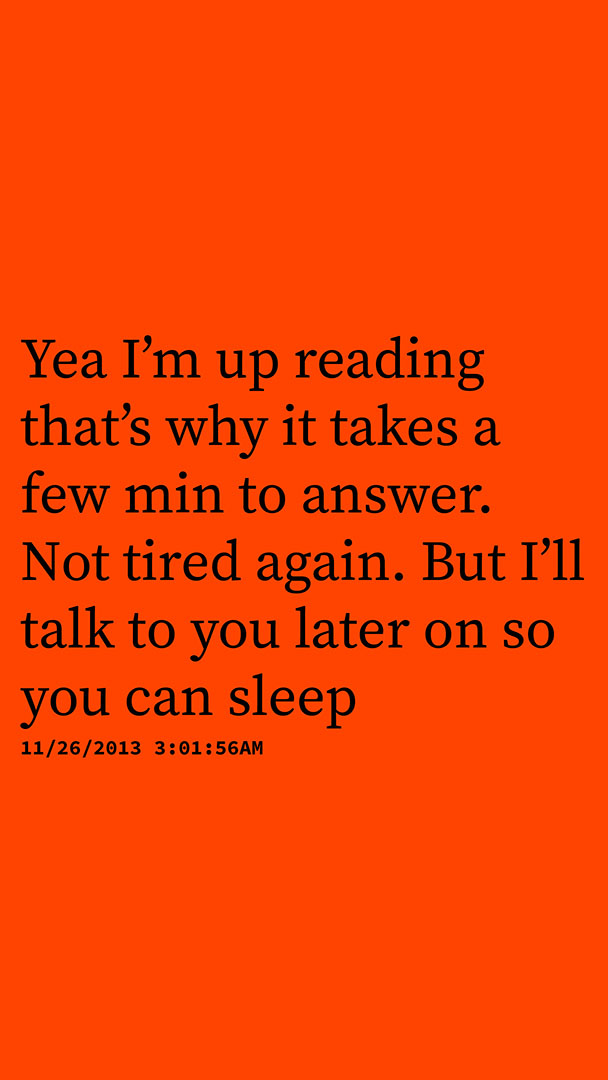 Yea I’m up reading
that’s why it takes a
few min to answer.
Not tired again. But I’ll
talk to you later on so
you can sleep
11/26/2013 3:01:56AM